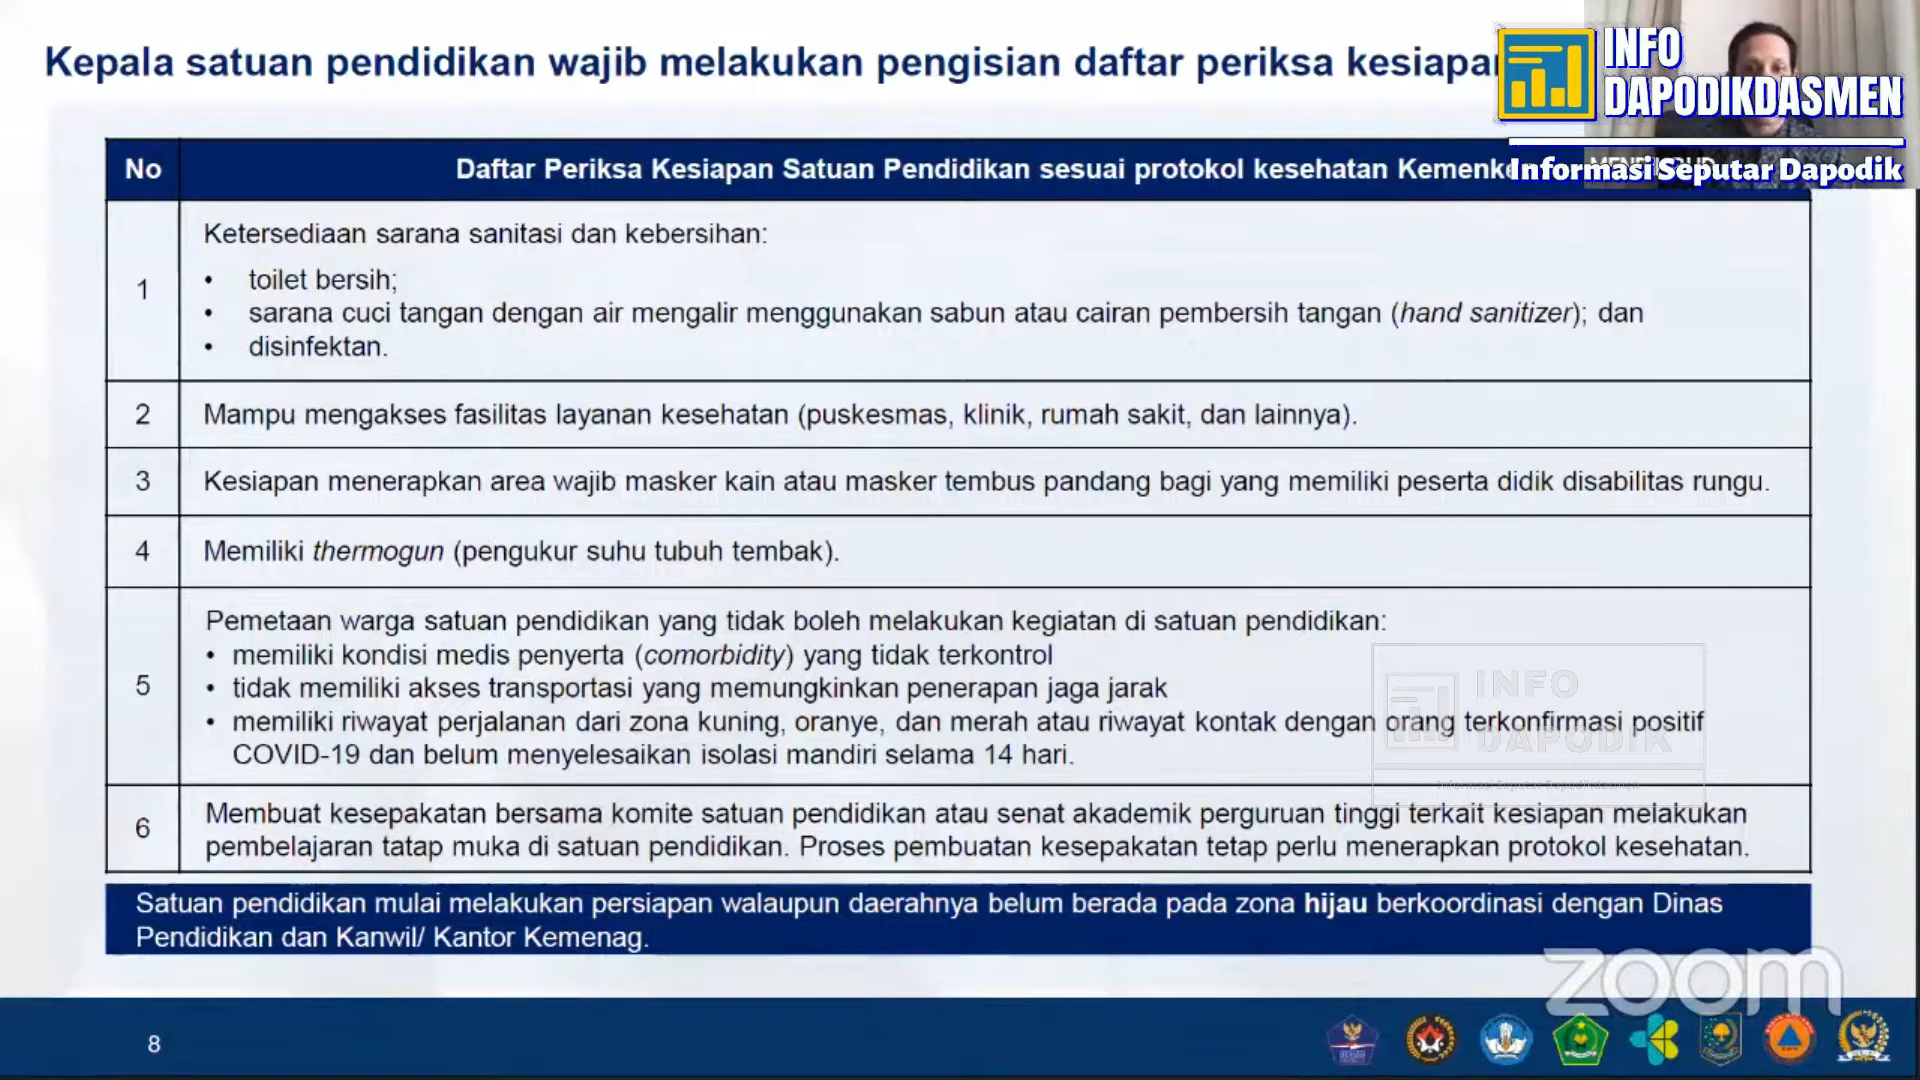 Kepala satuan pendidikan wajib melakukan pengisian daftar periksa
INFO
DAPODIKDASMEN
Informasi Seputar Dapodik
No
Daftar Periksa Kesiapan Satuan Pendidikan sesuai protokol kesehatan
1
Ketersediaan sarana sanitasi dan kebersihan:
• toilet bersih;
• sarana cuci tangan dengan air mengalir menggunakan sabun atau cairan pembersih tangan (hand sanitizer); dan
• disinfektan.
2
Mampu mengakses fasilitas layanan kesehatan (puskesmas, klinik, rumah sakit, dan lainnya).
3
Kesiapan menerapkan area wajib masker kain atau masker tembus pandang bagi yang memiliki peserta didik disabilitas rungu.
4
Memiliki thermogun (pengukur suhu tubuh tembak).
5
Pemetaan warga satuan pendidikan yang tidak boleh melakukan kegiatan di satuan pendidikan:
• memiliki kondisi medis penyerta (comorbidity) yang tidak terkontrol
• tidak memiliki akses transportasi yang memungkinkan penerapan jaga jarak
• memiliki riwayat perjalanan dari zona kuning, oranye, dan merah atau riwayat kontak dengan orang terkonfirmasi positif
COVID-19 dan belum menyelesaikan isolasi mandiri selama 14 hari.
INFO
DAPODIK
Informasi Seputar Dapodikdasmen
6
Membuat kesepakatan bersama komite satuan pendidikan atau senat akademik perguruan tinggi terkait kesiapan melakukan
pembelajaran tatap muka di satuan pendidikan. Proses pembuatan kesepakatan tetap perlu menerapkan protokol kesehatan.
Satuan pendidikan mulai melakukan persiapan walaupun daerahnya belum berada pada zona hijau berkoordinasi dengan Dinas
Pendidikan dan Kanwil/ Kantor Kemenag.
zoom
8